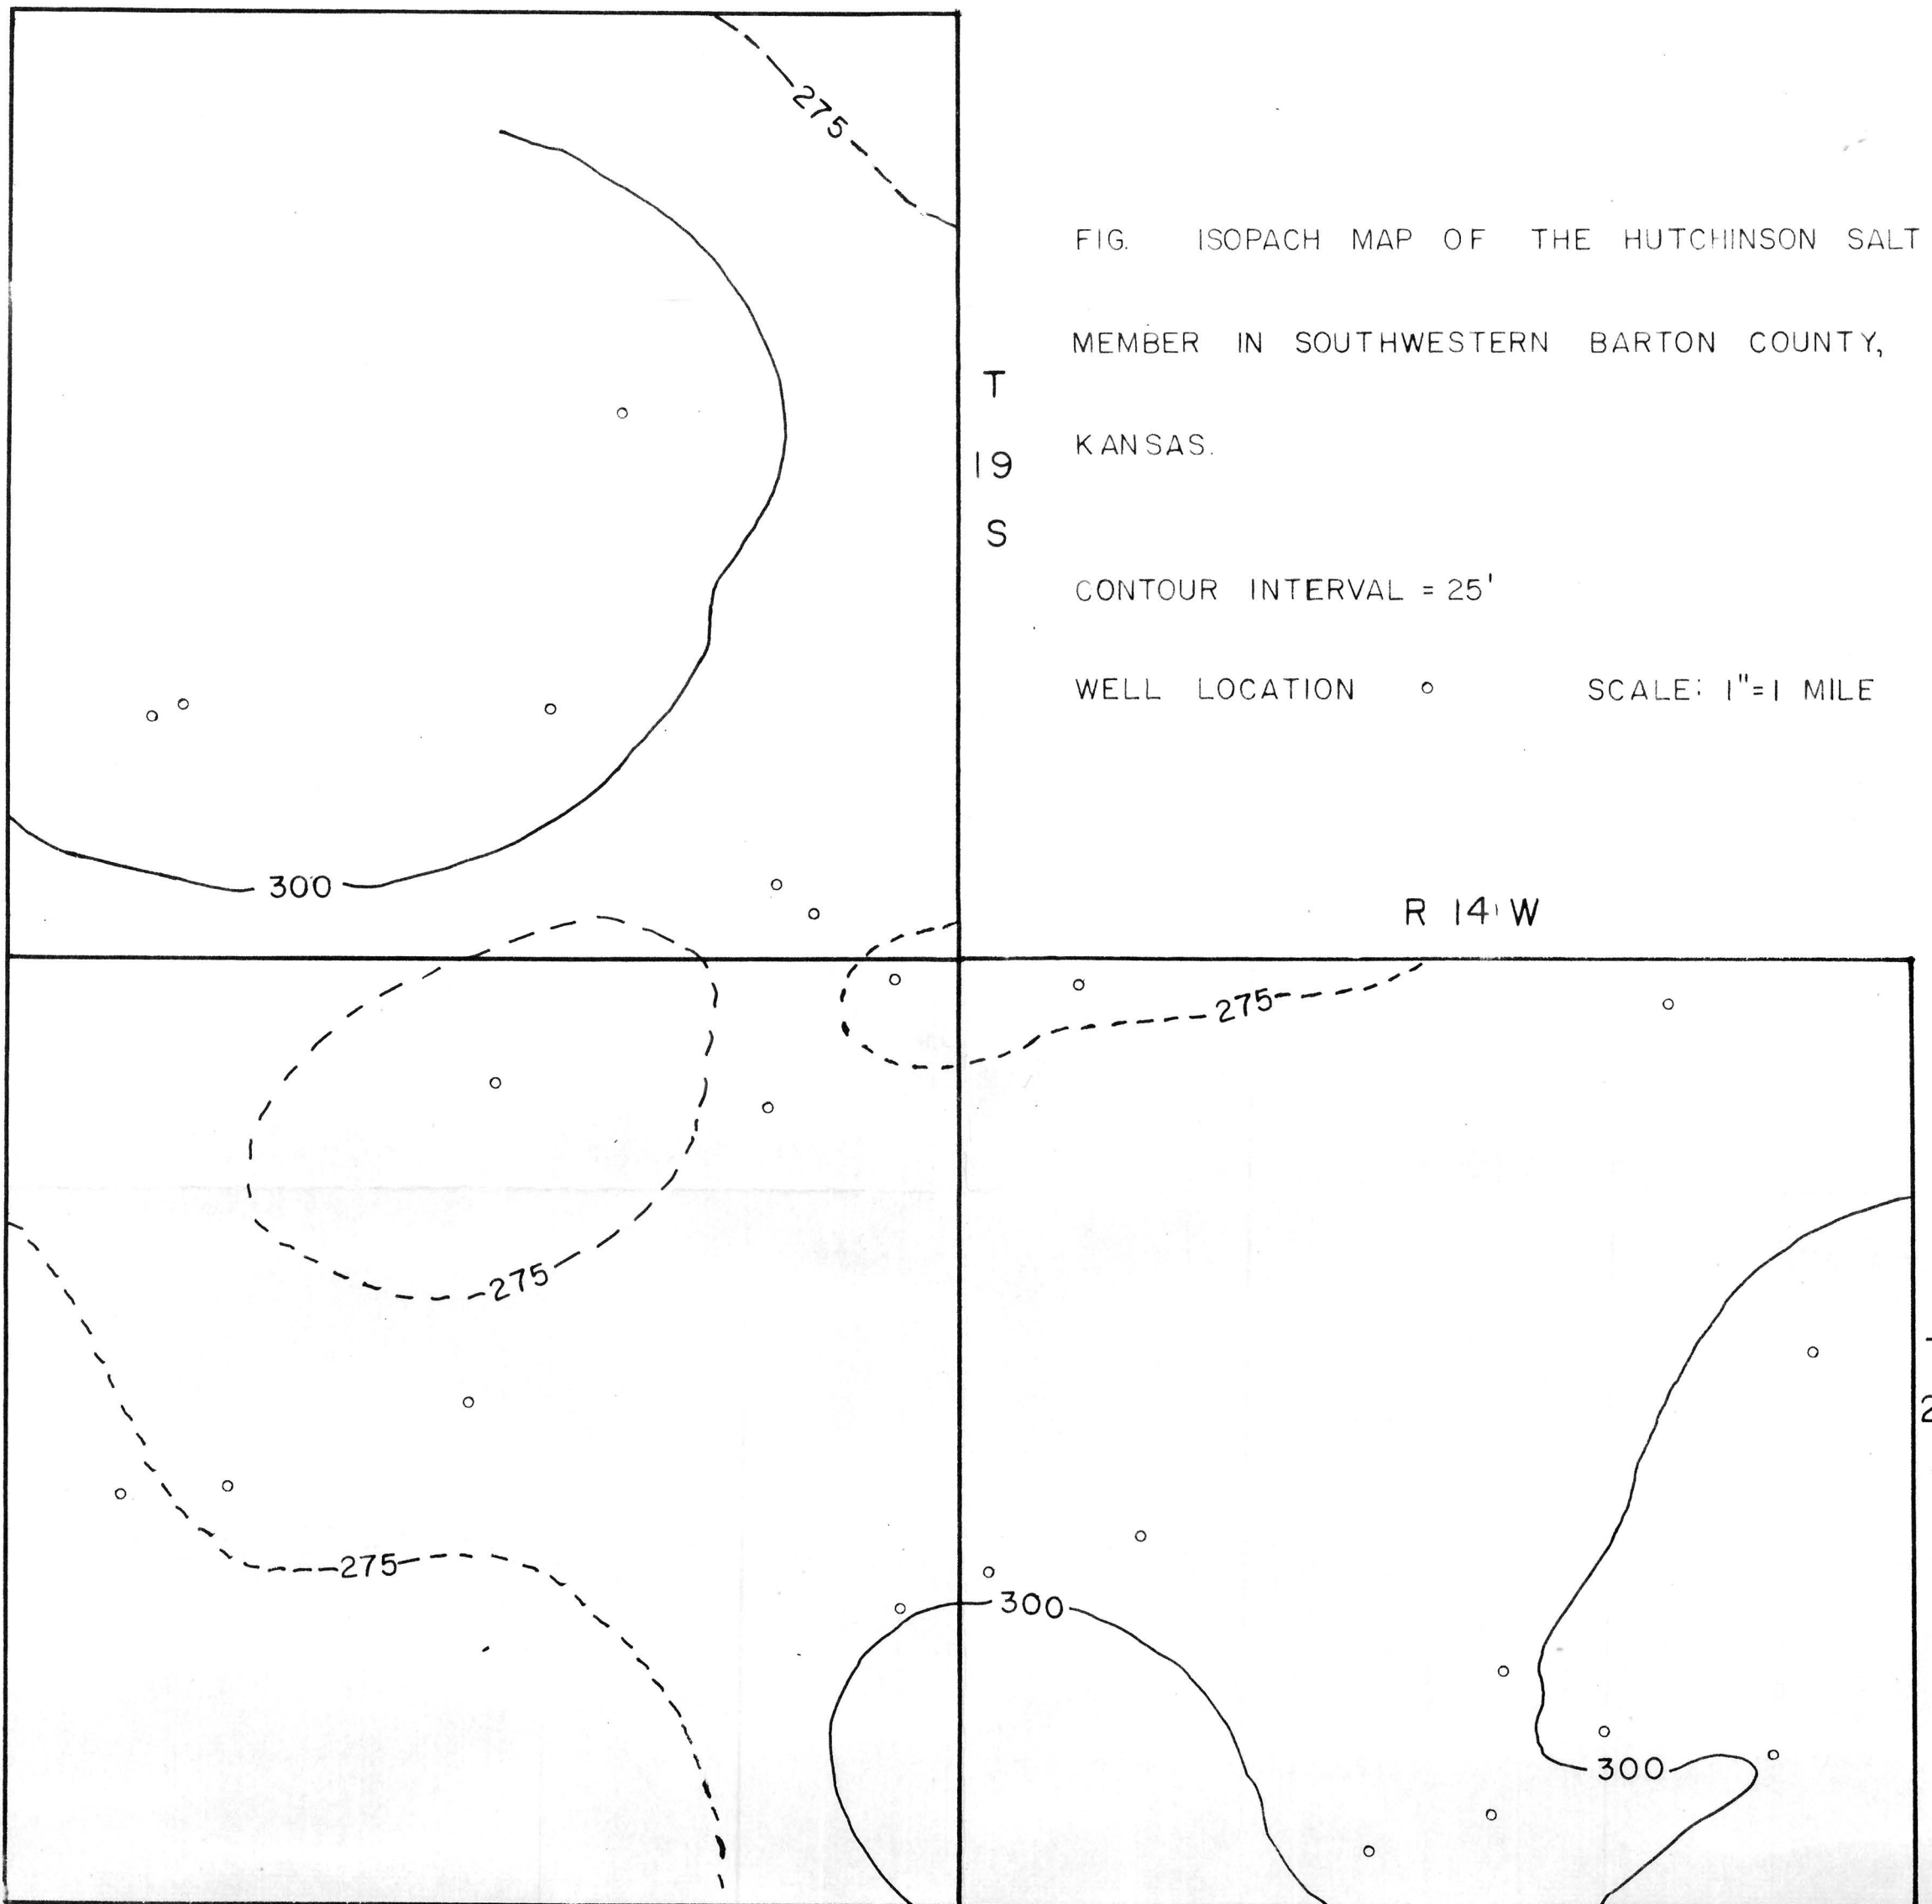 275
FIG. ISOPACH MAP OF THE HUTCHINSON SALT
MEMBER IN SOUTHWESTERN BARTON COUNTY,
KANSAS.
T
19
S
CONTOUR INTERVAL = 25'
WELL LOCATION SCALE: 1"=1 MILE
300
R 14 W
275
275
2
275
300
300